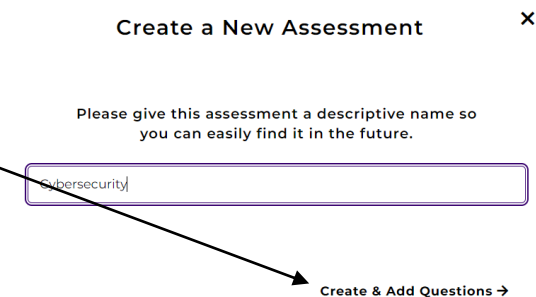 Create a New Assessment
Please give this assessment a descriptive name so
you can easily find it in the future.
Cybersecurity
Create & Add Questions →